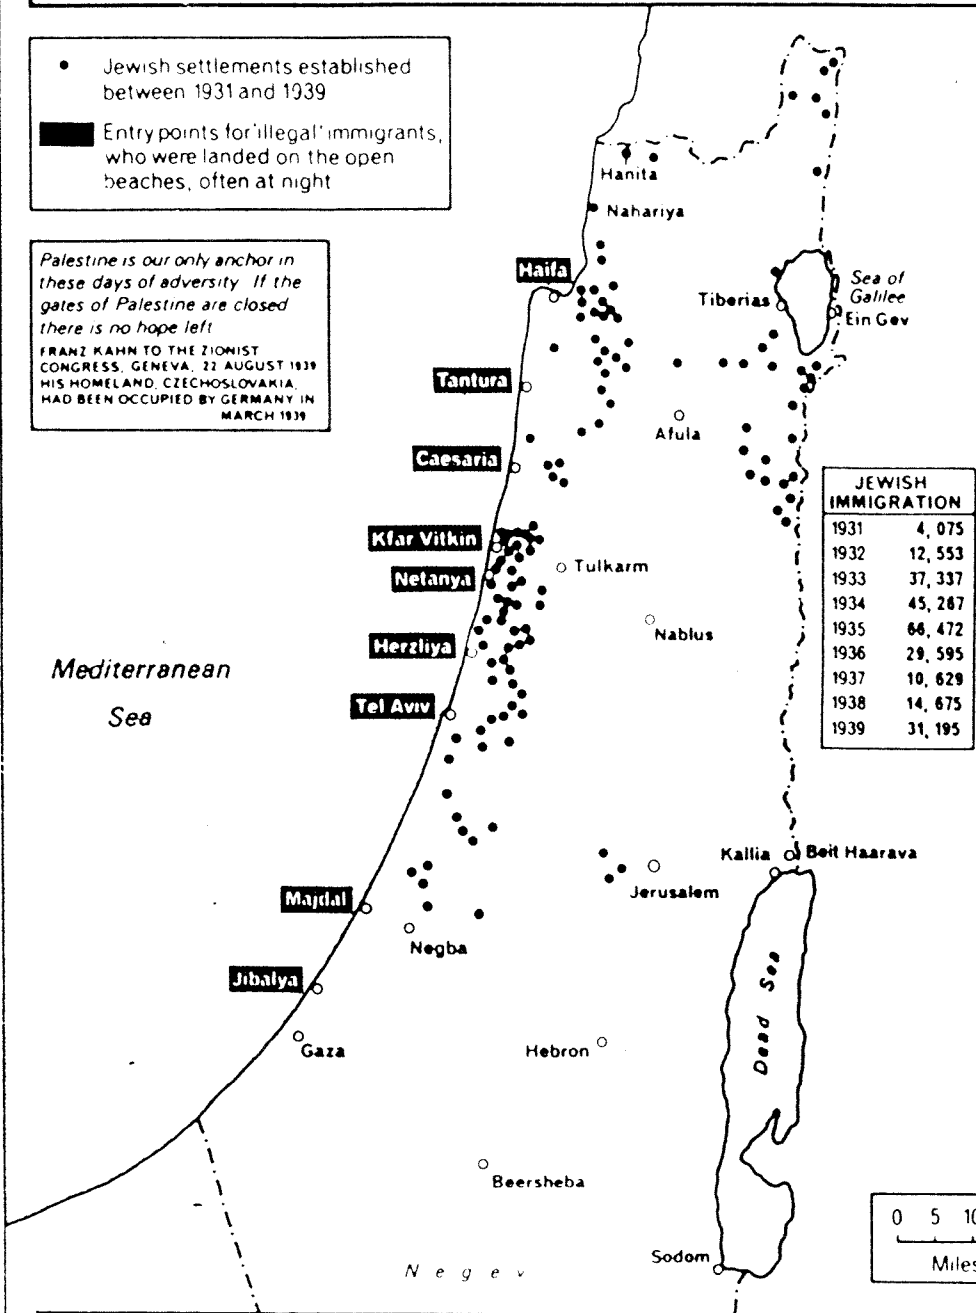 Jewish settlements established
between 1931 and 1939
Entry points for 'illegal' immigrants,
who were landed on the open
beaches, often at night
Palestine is our only anchor in
these days of adversity If the
gates of Palestine are closed
there is no hope left
FRANZ KAHN TO THE ZIONIST
CONGRESS, GENEVA, 22 AUGUST 1939
HIS HOMELAND, CZECHOSLOVAKIA,
HAD BEEN OCCUPIED BY GERMANY IN
MARCH 1939
Hanita
Nahariya
Haifa
Sea of
Galilee
Tiberias
Ein Gev
Tantura
Afula
Caesaria
JEWISH
IMMIGRATION
1931 4,075
1932 12,553
1933 37,337
1934 45,267
1935 66,472
1936 29,595
1937 10,629
1938 14,675
1939 31,195
Kfar Vitkin
Netanya
Tulkarm
Nablus
Herzliya
Mediterranean
Sea
Tel Aviv
Kallia
Beit Haarava
Jerusalem
Majdal
Negba
Jibalya
Dead Sea
Gaza
Hebron
Beersheba
0 5 10
Miles
Sodom
Negev